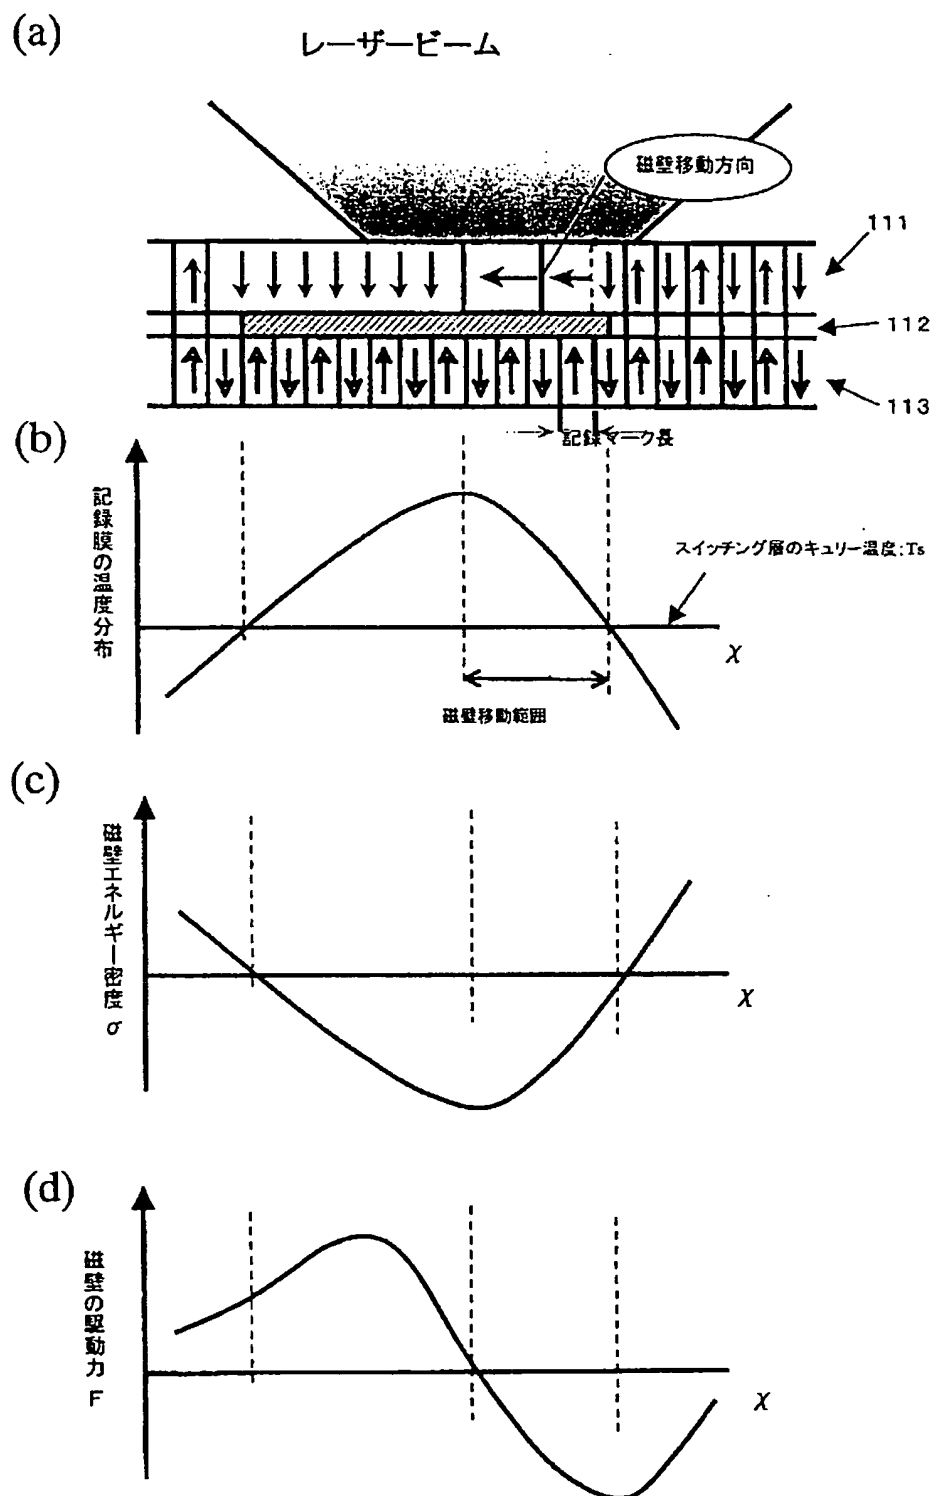 (a)
レーザービーム
磁壁移動方向
111
112
113
記録マーク長
(b)
記録膜の温度分布
スイッチング層のキュリー温度:Ts
χ
磁壁移動範囲
(c)
磁壁エネルギー密度 σ
χ
(d)
磁壁の駆動力 F
χ